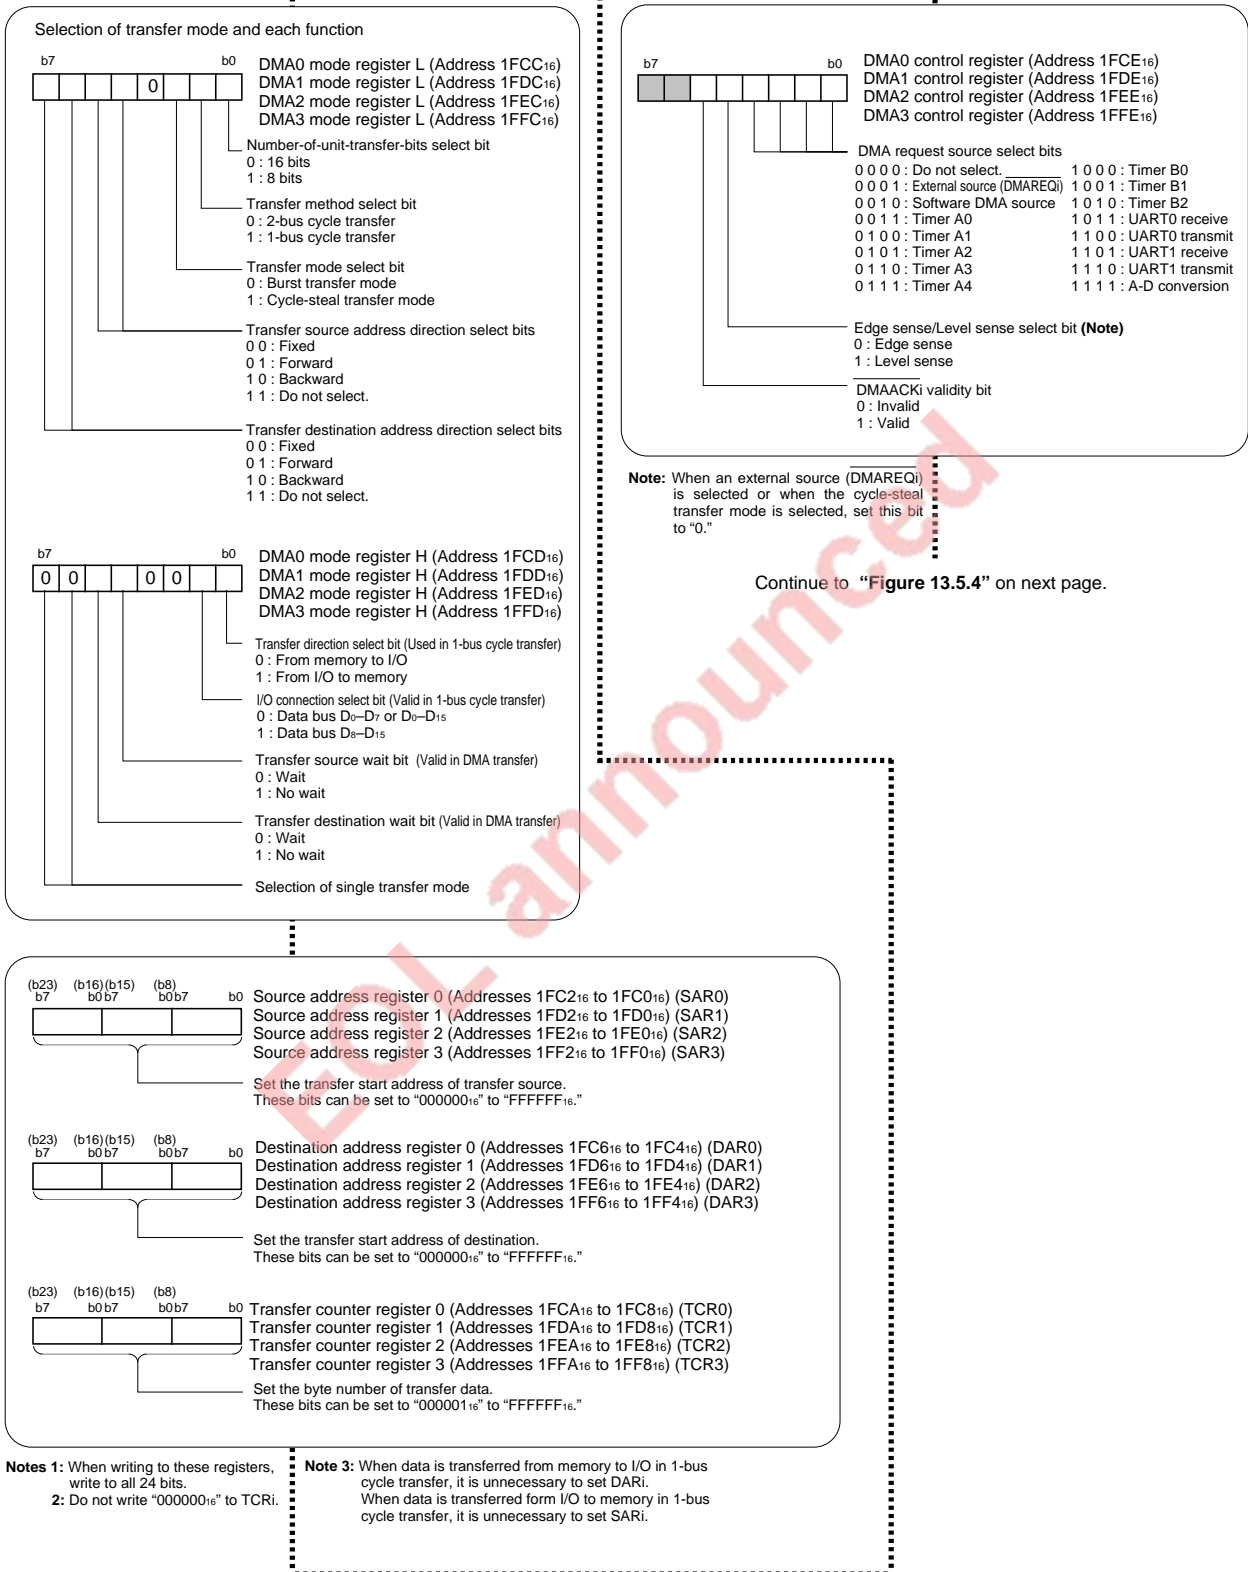 Selection of transfer mode and each function
b7 b0
0
DMA0 mode register L (Address 1FCC16)
DMA1 mode register L (Address 1FDC16)
DMA2 mode register L (Address 1FEC16)
DMA3 mode register L (Address 1FFC16)
Number-of-unit-transfer-bits select bit
0 : 16 bits
1 : 8 bits
Transfer method select bit
0 : 2-bus cycle transfer
1 : 1-bus cycle transfer
Transfer mode select bit
0 : Burst transfer mode
1 : Cycle-steal transfer mode
Transfer source address direction select bits
0 0 : Fixed
0 1 : Forward
1 0 : Backward
1 1 : Do not select.
Transfer destination address direction select bits
0 0 : Fixed
0 1 : Forward
1 0 : Backward
1 1 : Do not select.
b7 b0
0 0 0 0
DMA0 mode register H (Address 1FCD16)
DMA1 mode register H (Address 1FDD16)
DMA2 mode register H (Address 1FED16)
DMA3 mode register H (Address 1FFD16)
Transfer direction select bit (Used in 1-bus cycle transfer)
0 : From memory to I/O
1 : From I/O to memory
I/O connection select bit (Valid in 1-bus cycle transfer)
0 : Data bus D0–D7 or D0–D15
1 : Data bus D8–D15
Transfer source wait bit (Valid in DMA transfer)
0 : Wait
1 : No wait
Transfer destination wait bit (Valid in DMA transfer)
0 : Wait
1 : No wait
Selection of single transfer mode
b7 b0
DMA0 control register (Address 1FCE16)
DMA1 control register (Address 1FDE16)
DMA2 control register (Address 1FEE16)
DMA3 control register (Address 1FFE16)
DMA request source select bits
0 0 0 0 : Do not select. 1 0 0 0 : Timer B0
0 0 0 1 : External source (DMAREQi) 1 0 0 1 : Timer B1
0 0 1 0 : Software DMA source 1 0 1 0 : Timer B2
0 0 1 1 : Timer A0 1 0 1 1 : UART0 receive
0 1 0 0 : Timer A1 1 1 0 0 : UART0 transmit
0 1 0 1 : Timer A2 1 1 0 1 : UART1 receive
0 1 1 0 : Timer A3 1 1 1 0 : UART1 transmit
0 1 1 1 : Timer A4 1 1 1 1 : A-D conversion
Edge sense/Level sense select bit (Note)
0 : Edge sense
1 : Level sense
DMAACKi validity bit
0 : Invalid
1 : Valid
Note: When an external source (DMAREQi)
is selected or when the cycle-steal
transfer mode is selected, set this bit
to “0.”
Continue to “Figure 13.5.4” on next page.
EOL announced
(b23) (b16)(b15) (b8)
b7 b0 b7 b0 b7 b0
Source address register 0 (Addresses 1FC216 to 1FC016) (SAR0)
Source address register 1 (Addresses 1FD216 to 1FD016) (SAR1)
Source address register 2 (Addresses 1FE216 to 1FE016) (SAR2)
Source address register 3 (Addresses 1FF216 to 1FF016) (SAR3)
Set the transfer start address of transfer source.
These bits can be set to “00000016” to “FFFFFF16.”
(b23) (b16)(b15) (b8)
b7 b0 b7 b0 b7 b0
Destination address register 0 (Addresses 1FC616 to 1FC416) (DAR0)
Destination address register 1 (Addresses 1FD616 to 1FD416) (DAR1)
Destination address register 2 (Addresses 1FE616 to 1FE416) (DAR2)
Destination address register 3 (Addresses 1FF616 to 1FF416) (DAR3)
Set the transfer start address of destination.
These bits can be set to “00000016” to “FFFFFF16.”
(b23) (b16)(b15) (b8)
b7 b0 b7 b0 b7 b0
Transfer counter register 0 (Addresses 1FCA16 to 1FC816) (TCR0)
Transfer counter register 1 (Addresses 1FDA16 to 1FD816) (TCR1)
Transfer counter register 2 (Addresses 1FEA16 to 1FE816) (TCR2)
Transfer counter register 3 (Addresses 1FFA16 to 1FF816) (TCR3)
Set the byte number of transfer data.
These bits can be set to “00000116” to “FFFFFF16.”
Notes 1: When writing to these registers,
write to all 24 bits.
2: Do not write “00000016” to TCRi.
Note 3: When data is transferred from memory to I/O in 1-bus
cycle transfer, it is unnecessary to set DARi.
When data is transferred form I/O to memory in 1-bus
cycle transfer, it is unnecessary to set SARi.